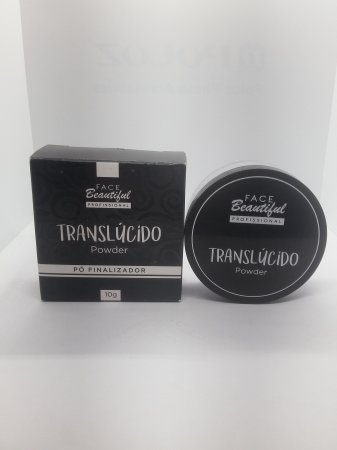 FACE
Beautiful
PROFISSIONAL
TRANSLÚCIDO
Powder
PÓ FINALIZADOR
10g
FACE
Beautiful
PROFISSIONAL
TRANSLÚCIDO
Powder